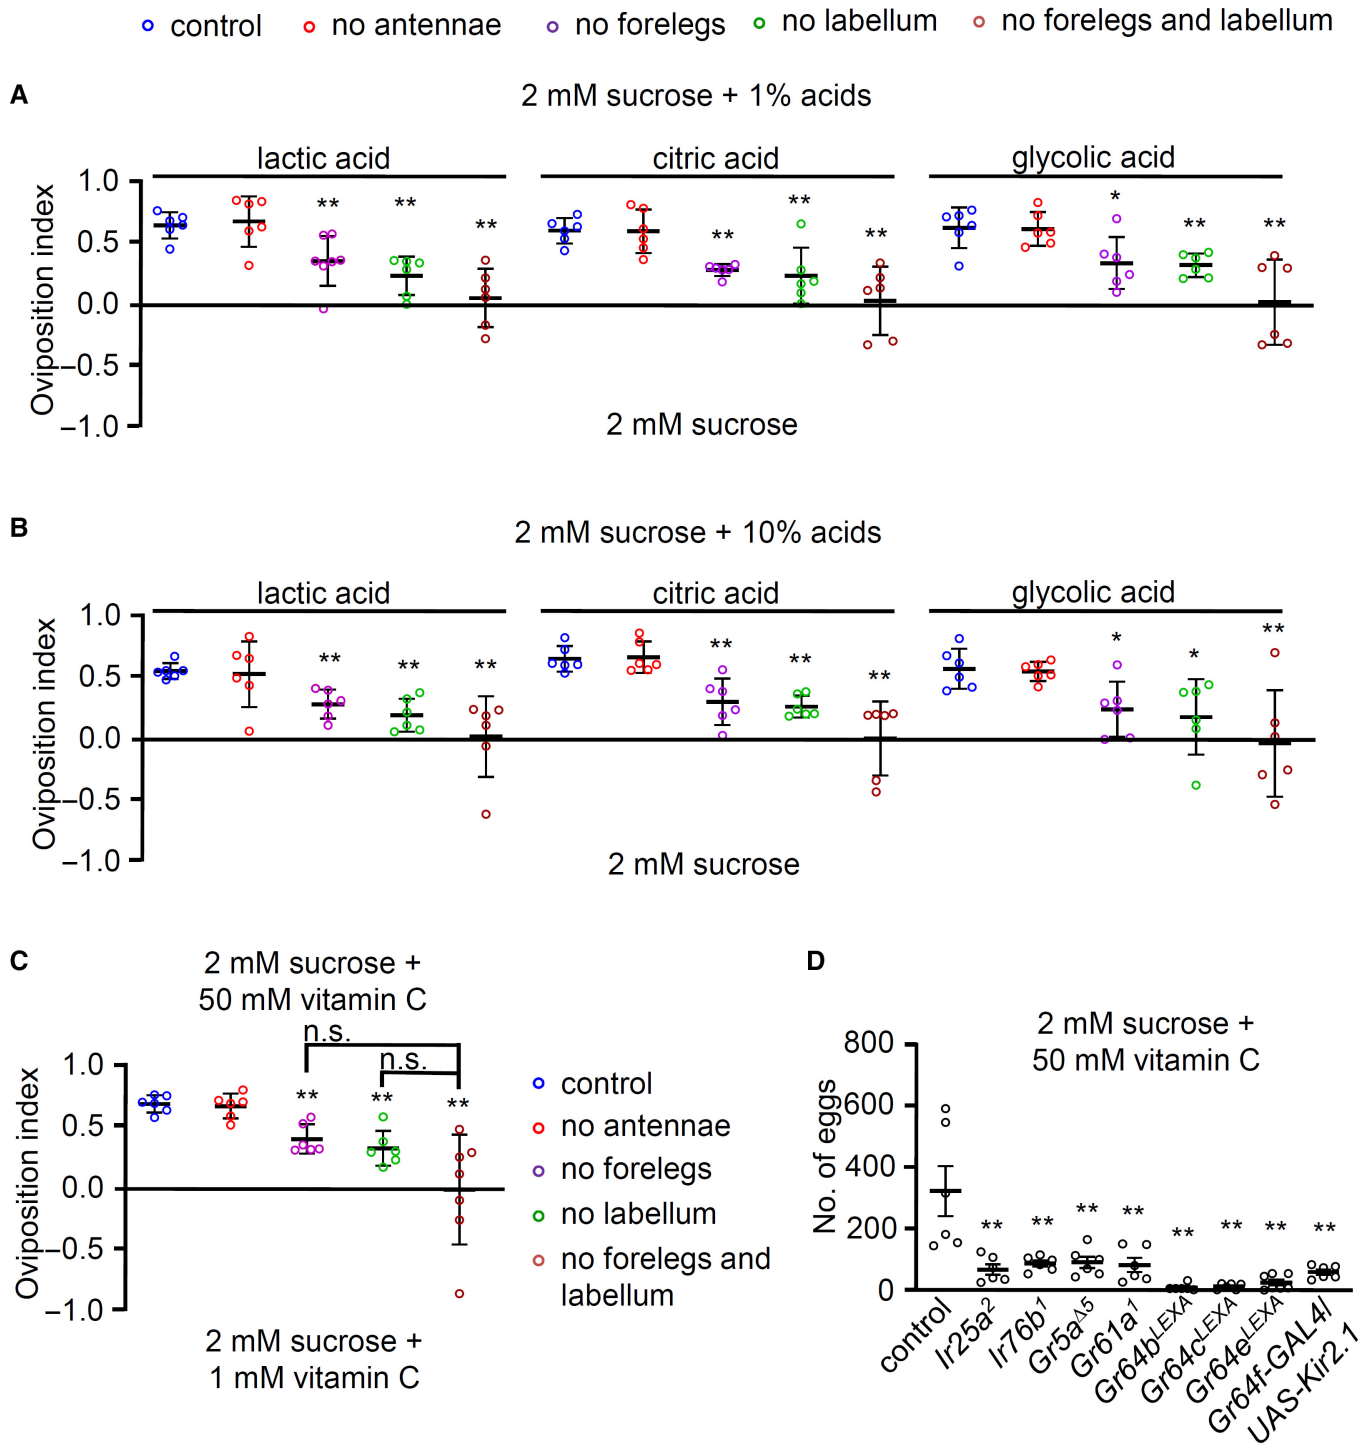 control no antennae no forelegs no labellum no forelegs and labellum
A
2 mM sucrose + 1% acids
lactic acid citric acid glycolic acid
Oviposition index
1.0
0.5
0.0
–0.5
–1.0
** ** **
** ** **
* ** **
2 mM sucrose
B
2 mM sucrose + 10% acids
lactic acid citric acid glycolic acid
Oviposition index
1.0
0.5
0.0
–0.5
–1.0
** ** **
** ** **
* * **
2 mM sucrose
C
2 mM sucrose +
50 mM vitamin C
n.s.
n.s.
Oviposition index
1.0
0.5
0.0
–0.5
–1.0
** ** **
2 mM sucrose +
1 mM vitamin C
control
no antennae
no forelegs
no labellum
no forelegs and
labellum
D
2 mM sucrose +
50 mM vitamin C
No. of eggs
800
600
400
200
0
** ** ** ** ** ** ** **
control
Ir25a²
Ir76b¹
Gr5aᐞ⁵
Gr61a¹
Gr64bLEXA
Gr64cLEXA
Gr64eLEXA
Gr64f-GAL4/
UAS-Kir2.1